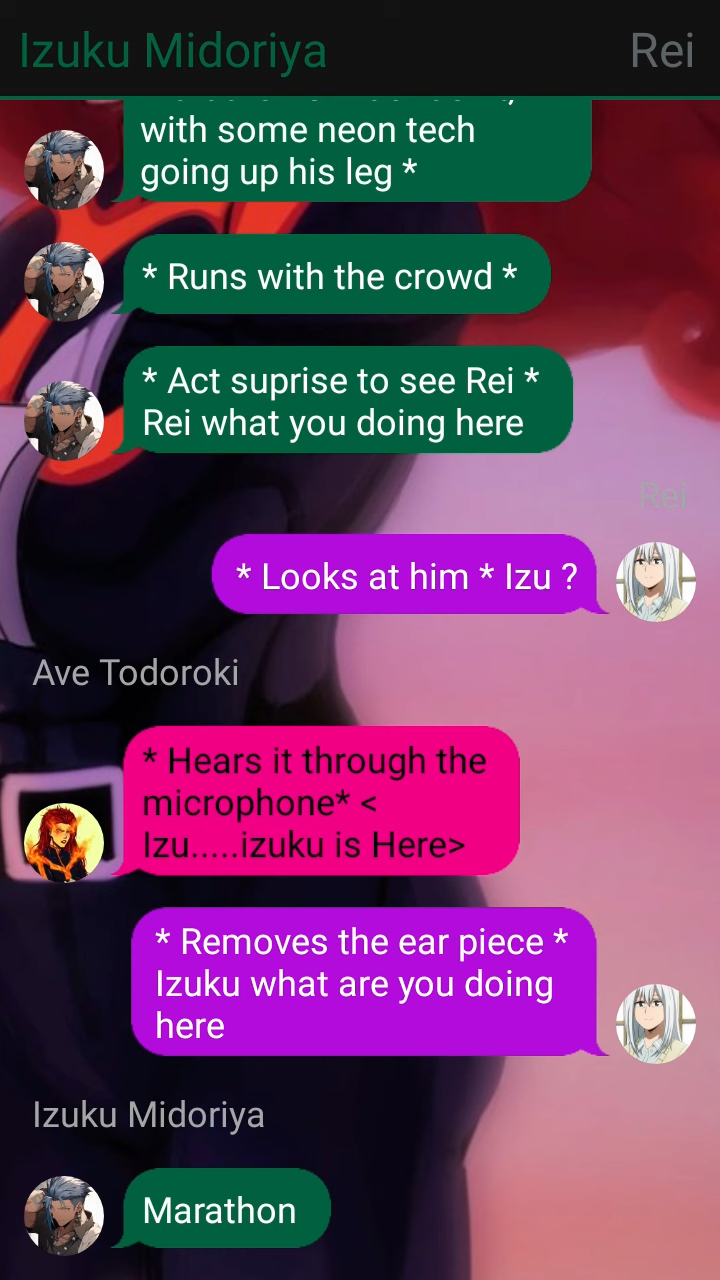 Izuku Midoriya
Rei
with some neon tech
going up his leg *
* Runs with the crowd *
* Act suprise to see Rei *
Rei what you doing here
Rei
* Looks at him * Izu ?
Ave Todoroki
* Hears it through the
microphone* <
Izu.....izuku is Here>
* Removes the ear piece *
Izuku what are you doing
here
Izuku Midoriya
Marathon